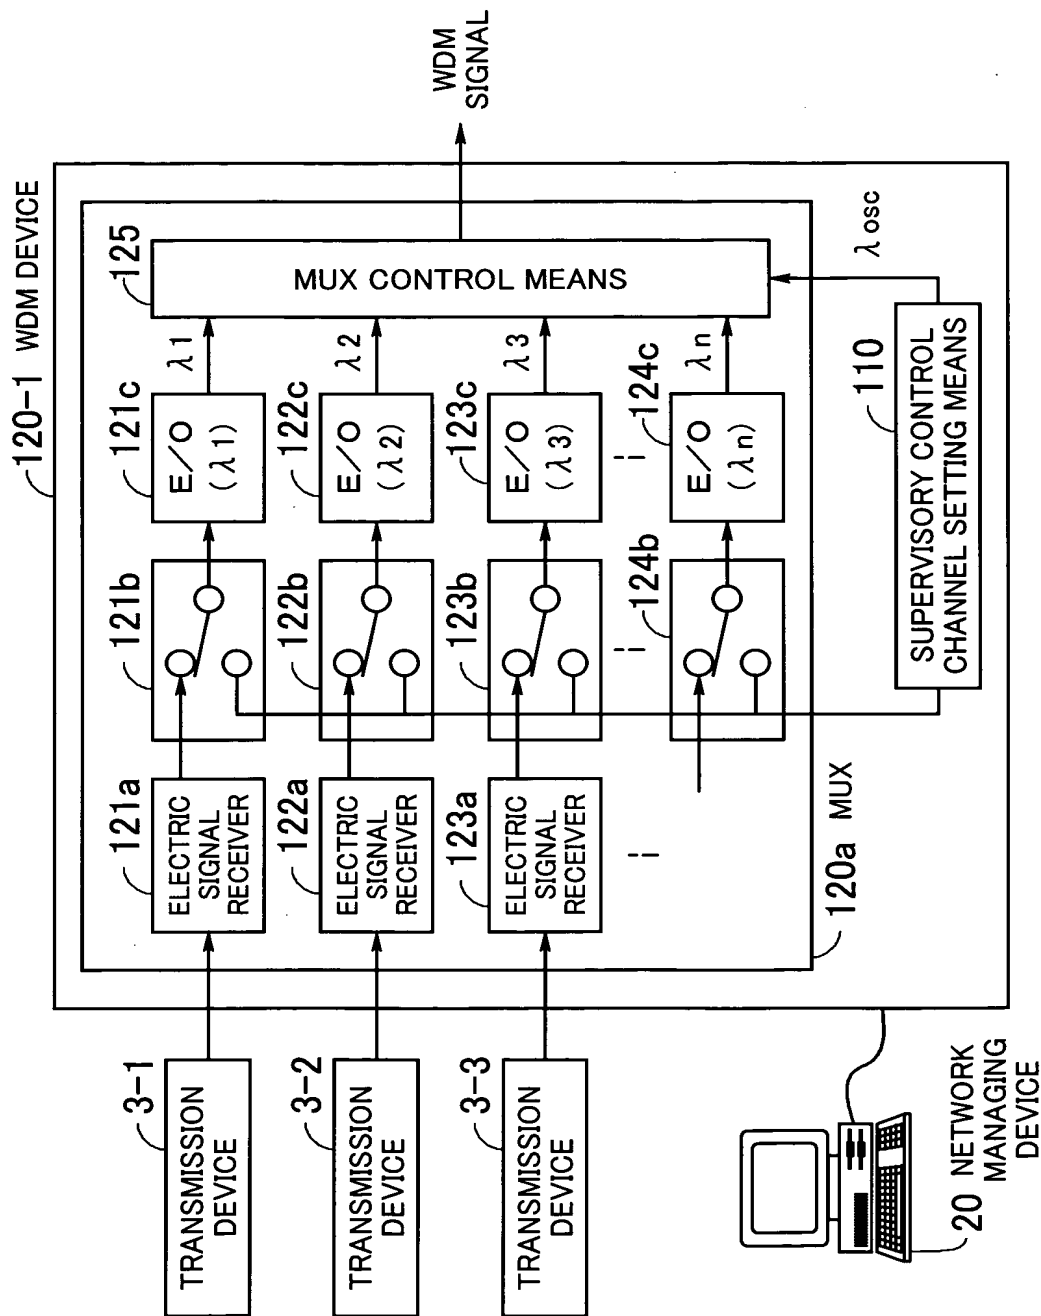 120-1 WDM DEVICE
3-1
TRANSMISSION
DEVICE
121a
ELECTRIC
SIGNAL
RECEIVER
121b
121c
E/O
(λ1)
λ1
125
MUX CONTROL MEANS
WDM
SIGNAL
3-2
TRANSMISSION
DEVICE
122a
ELECTRIC
SIGNAL
RECEIVER
122b
122c
E/O
(λ2)
λ2
3-3
TRANSMISSION
DEVICE
123a
ELECTRIC
SIGNAL
RECEIVER
123b
123c
E/O
(λ3)
λ3
124b
124c
E/O
(λn)
λn
λosc
120a MUX
110
SUPERVISORY CONTROL
CHANNEL SETTING MEANS
20 NETWORK
MANAGING
DEVICE